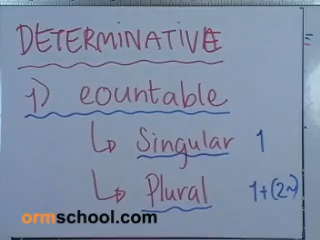 DETERMINATIVE
1) countable
↳ Singular 1
↳ Plural 1+(2~)
ormschool.com